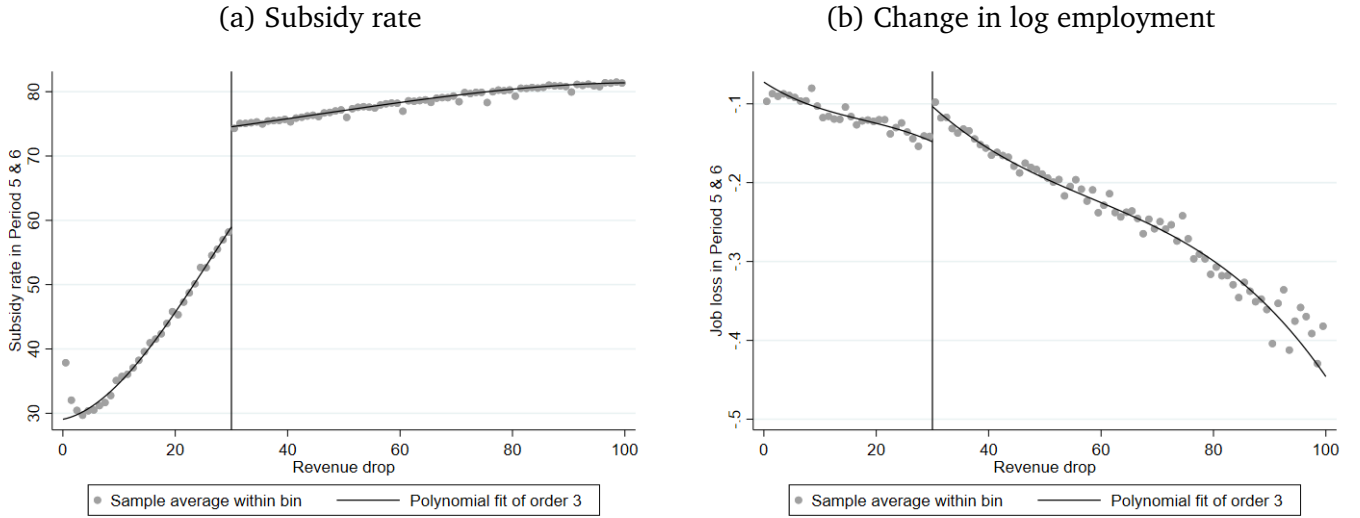 (a) Subsidy rate
Subsidy rate in Period 5 & 6
80
70
60
50
40
30
0
20
40
60
80
100
Revenue drop
Sample average within bin
Polynomial fit of order 3
(b) Change in log employment
Job loss in Period 5 & 6
-.1
-.2
-.3
-.4
-.5
0
20
40
60
80
100
Revenue drop
Sample average within bin
Polynomial fit of order 3